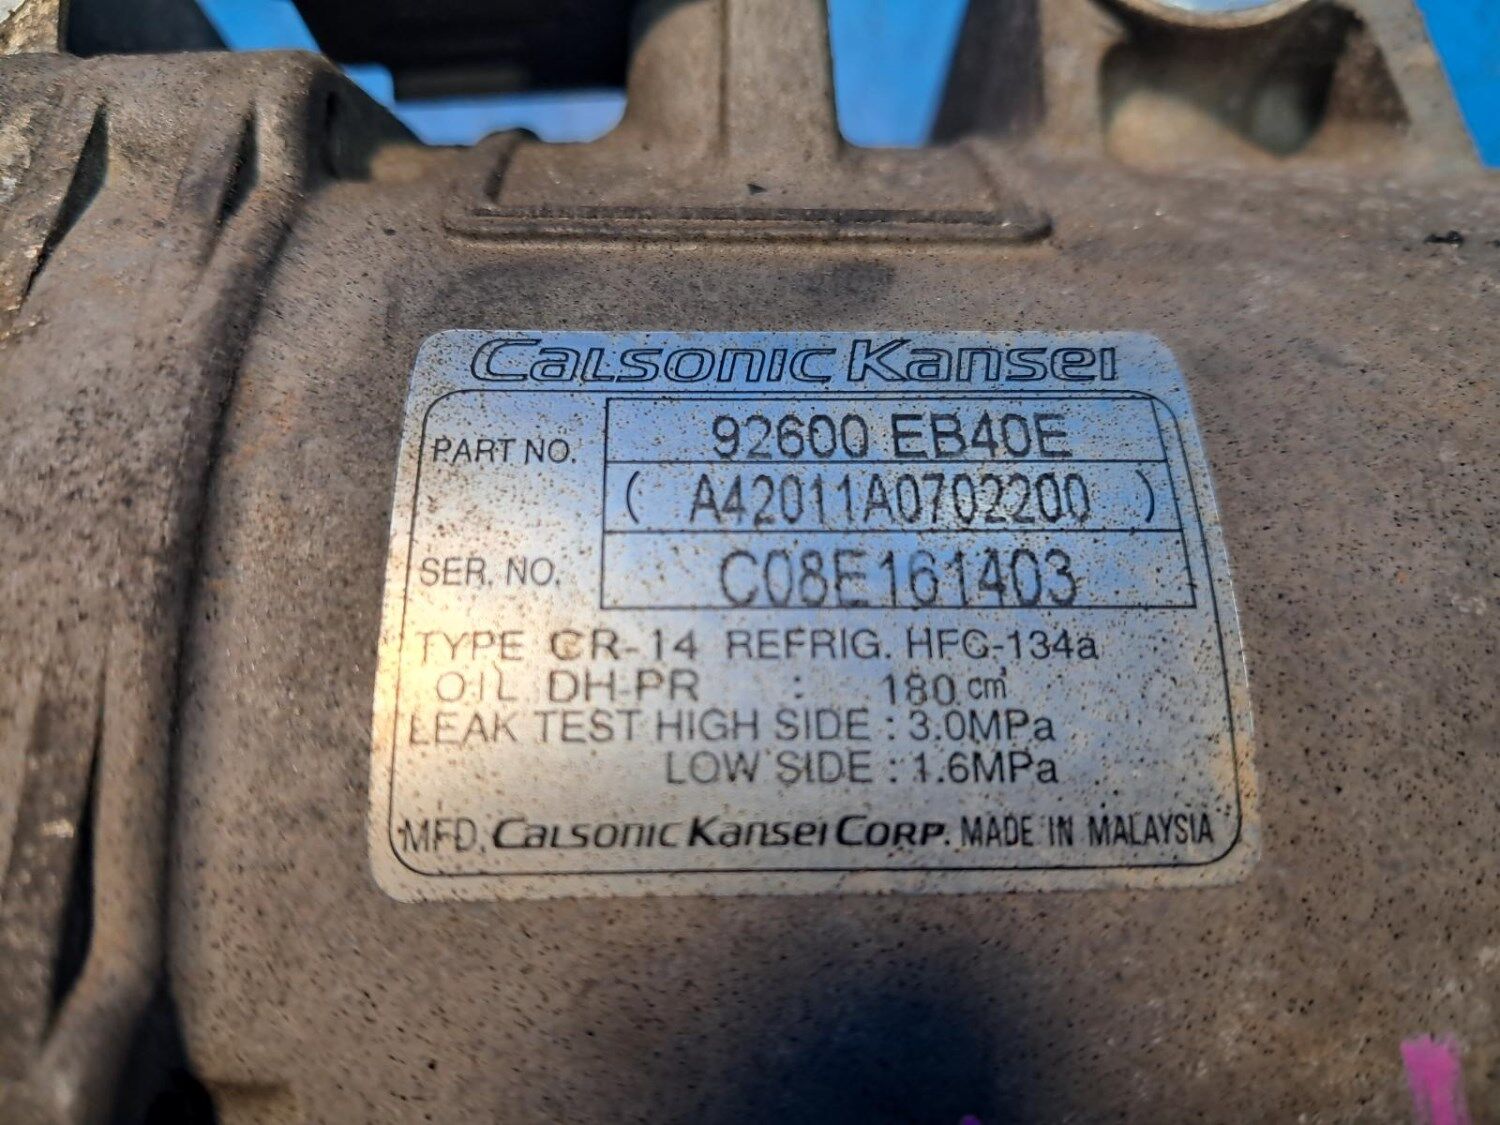 Calsonic Kansei
PART NO. 92600 EB40E
( A42011A0702200 )
SER. NO. C08E161403
TYPE CR-14 REFRIG. HFC-134a
OIL DH-PR : 180 cm³
LEAK TEST HIGH SIDE : 3.0MPa
LOW SIDE : 1.6MPa
MFD. Calsonic Kansei Corp. MADE IN MALAYSIA